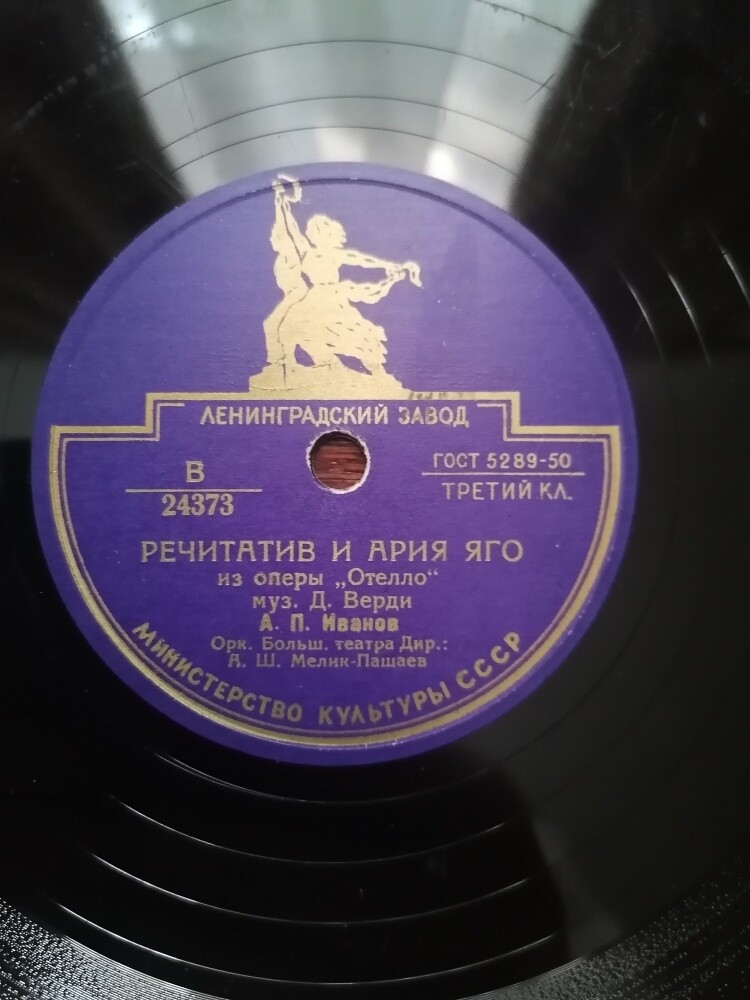 ЛЕНИНГРАДСКИЙ ЗАВОД
В
24373
ГОСТ 5289-50
ТРЕТИЙ КЛ.
РЕЧИТАТИВ И АРИЯ ЯГО
из оперы „Отелло“
муз. Д. Верди
А. П. Иванов
Орк. Больш. театра Дир.:
А. Ш. Мелик-Пашаев
МИНИСТЕРСТВО КУЛЬТУРЫ СССР